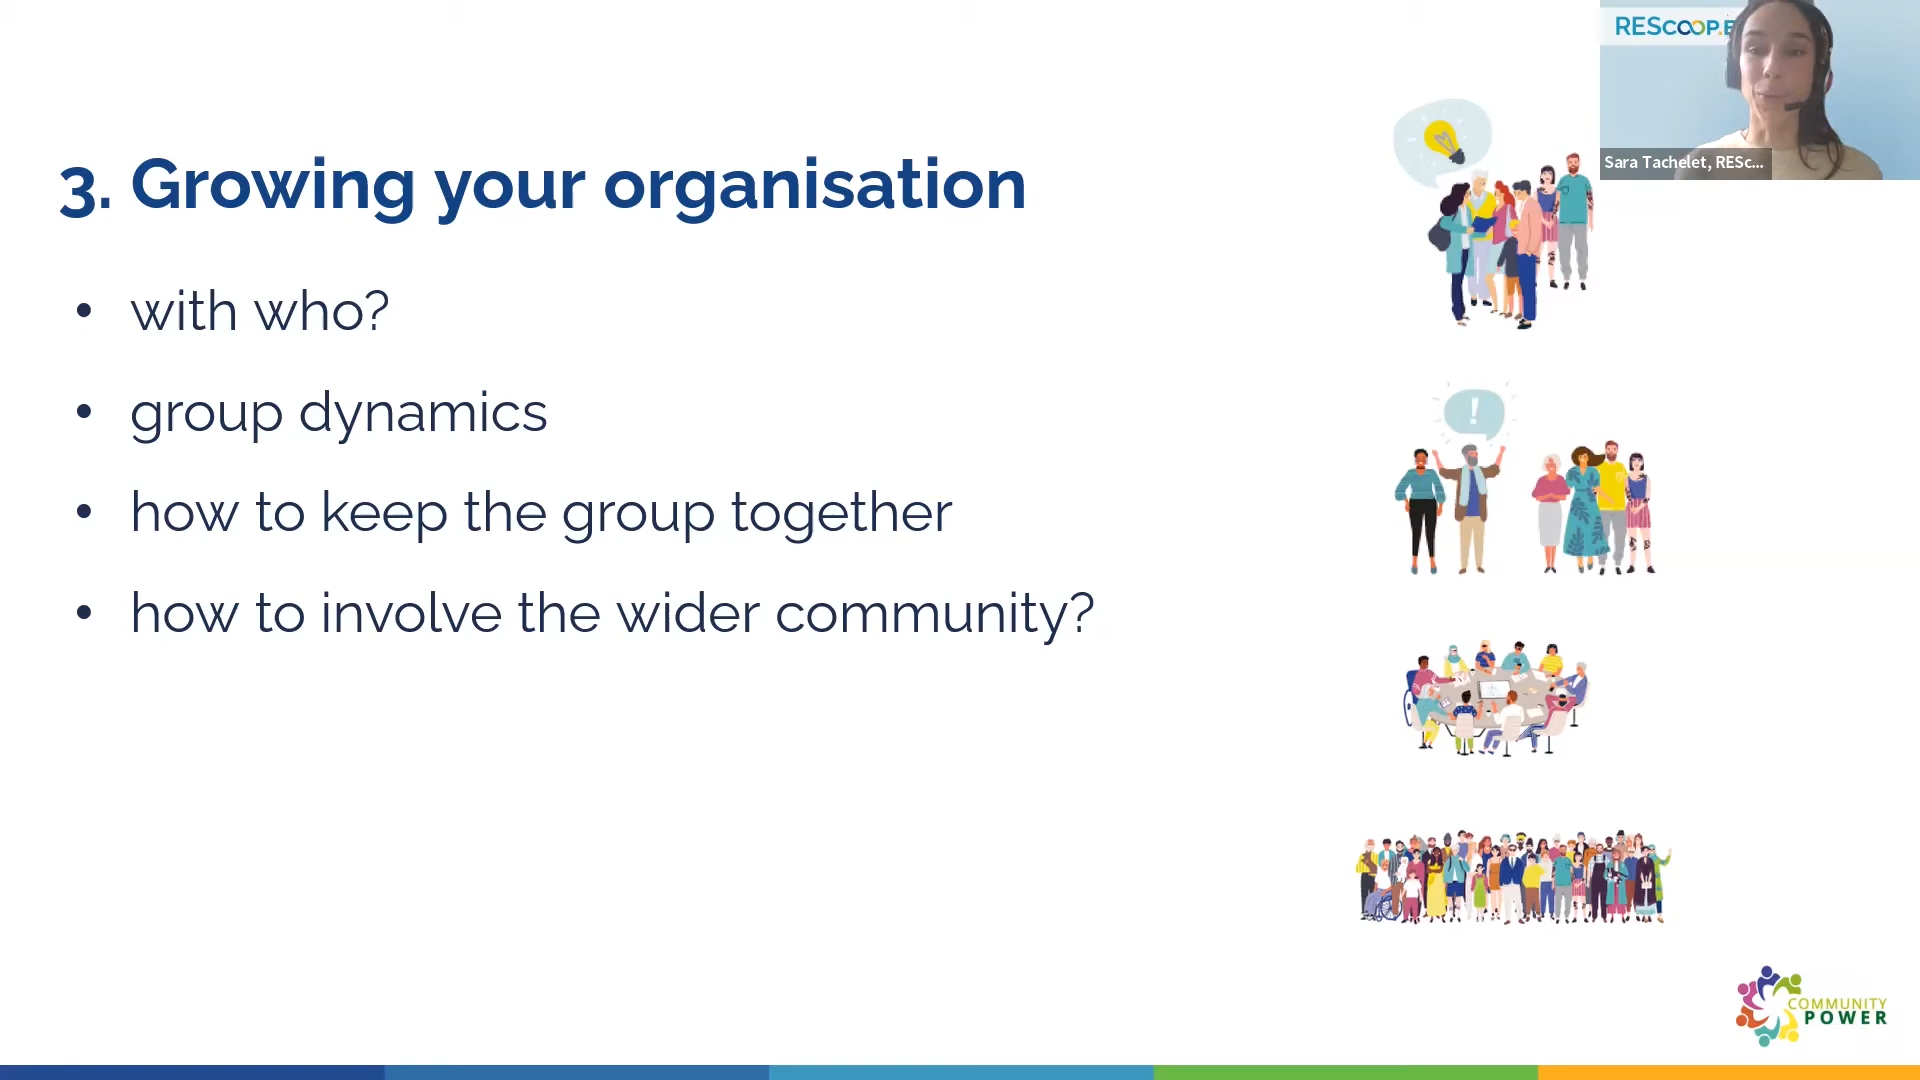 REScoop.E
Sara Tachelet, RESc...
3. Growing your organisation
• with who?
• group dynamics
• how to keep the group together
• how to involve the wider community?
!
COMMUNITY
POWER